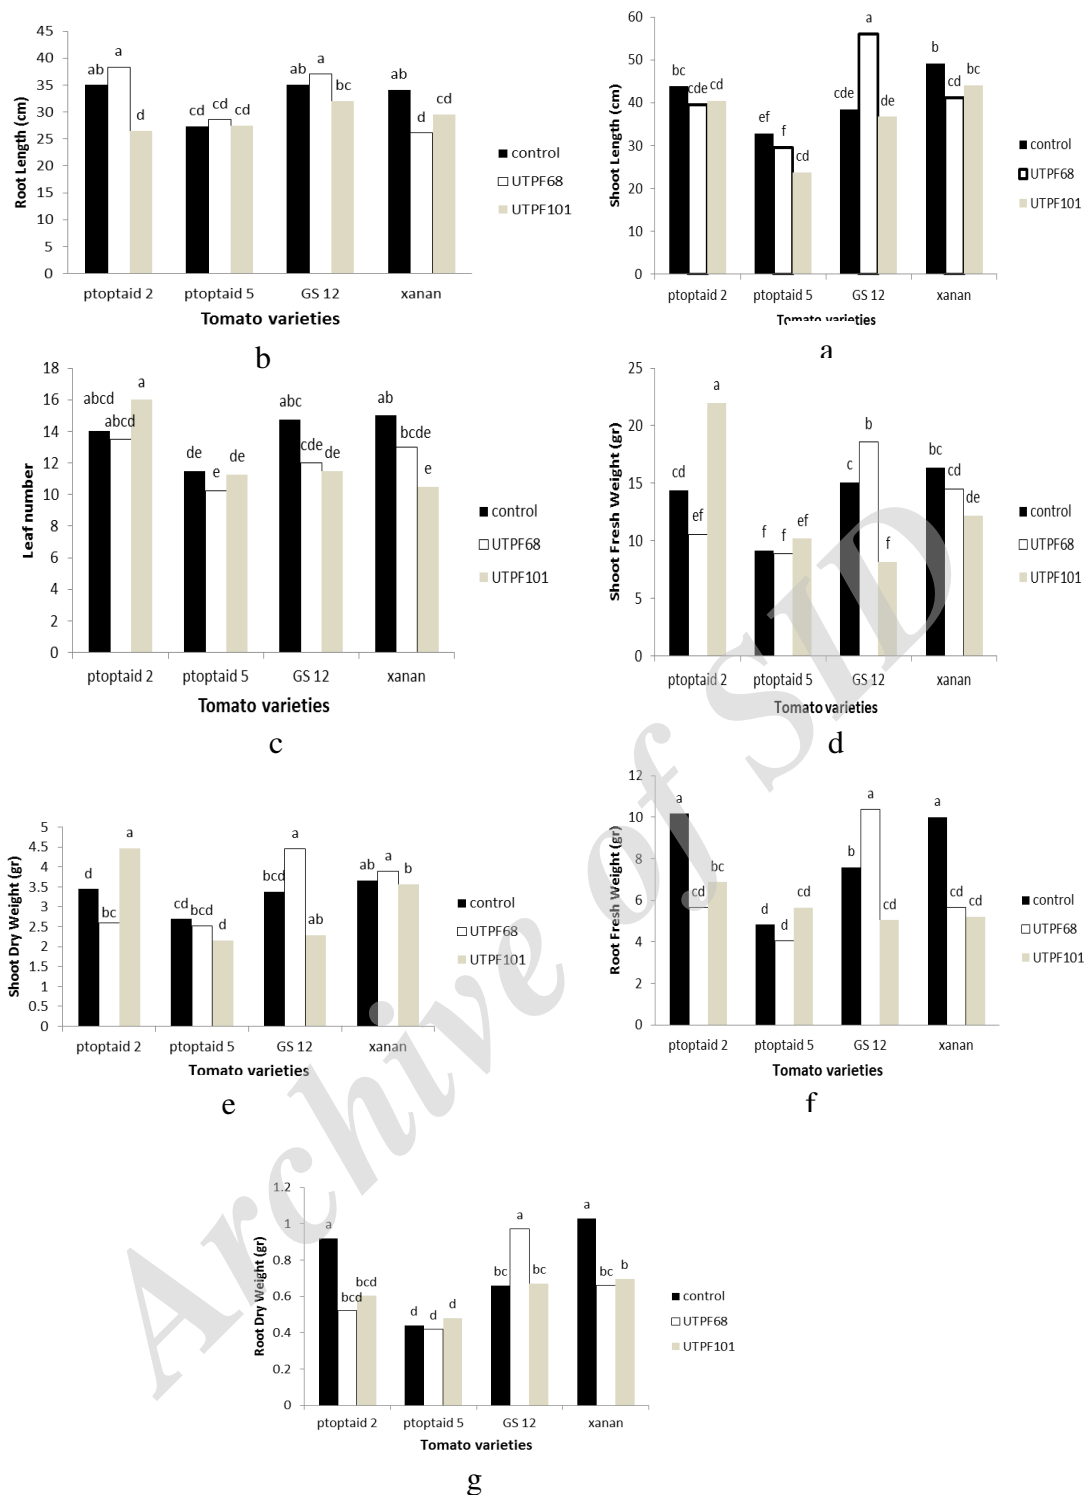 Root Length (cm)
45
40
35
30
25
20
15
10
5
0
ab a d
cd cd cd
ab a bc
ab d cd
control
UTPF68
UTPF101
ptoptaid 2 ptoptaid 5 GS 12 xanan
Tomato varieties
b
Shoot Length (cm)
60
50
40
30
20
10
0
bc cde cd
ef f cd
cde a de
b cd bc
control
UTPF68
UTPF101
ptoptaid 2 ptoptaid 5 GS 12 xanan
Tomato varieties
a
Leaf number
18
16
14
12
10
8
6
4
2
0
abcd abcd a
de e de
abc cde de
ab bcde e
control
UTPF68
UTPF101
ptoptaid 2 ptoptaid 5 GS 12 xanan
Tomato varieties
c
Shoot Fresh Weight (gr)
25
20
15
10
5
0
cd ef a
f f ef
c b f
bc cd de
control
UTPF68
UTPF101
ptoptaid 2 ptoptaid 5 GS 12 xanan
Tomato varieties
d
Shoot Dry Weight (gr)
5
4.5
4
3.5
3
2.5
2
1.5
1
0.5
0
d bc a
cd bcd d
bcd a ab
ab a b
control
UTPF68
UTPF101
ptoptaid 2 ptoptaid 5 GS 12 xanan
Tomato varieties
e
Root Fresh Weight (gr)
12
10
8
6
4
2
0
a cd bc
d d cd
b a cd
a cd cd
control
UTPF68
UTPF101
ptoptaid 2 ptoptaid 5 GS 12 xanan
Tomato varieties
f
Root Dry Weight (gr)
1.2
1
0.8
0.6
0.4
0.2
0
a bcd bcd
d d d
bc a bc
a bc b
control
UTPF68
UTPF101
ptoptaid 2 ptoptaid 5 GS 12 xanan
Tomato varieties
g
Archive of SID